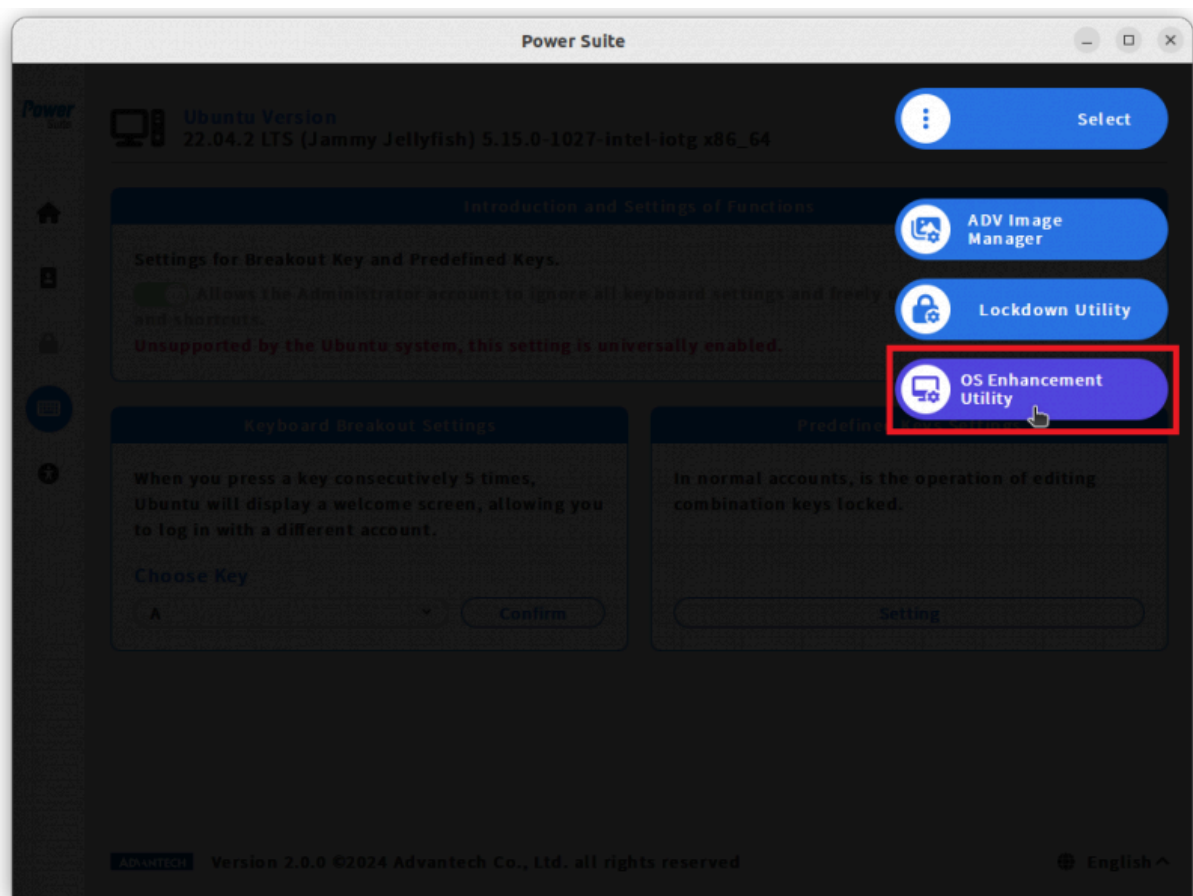 Power Suite
Power
Suite
Ubuntu Version
22.04.2 LTS (Jammy Jellyfish) 5.15.0-1027-intel-iotg x86_64
Select
Introduction and Settings of Functions
ADV Image
Manager
Settings for Breakout Key and Predefined Keys.
Allows the Administrator account to ignore all keyboard settings and freely
and shortcuts.
Lockdown Utility
Unsupported by the Ubuntu system, this setting is universally enabled.
OS Enhancement
Utility
Keyboard Breakout Settings
Predefined Keys Settings
When you press a key consecutively 5 times,
Ubuntu will display a welcome screen, allowing you
to log in with a different account.
In normal accounts, is the operation of editing
combination keys locked.
Choose Key
A
Confirm
Setting
ADVANTECH
Version 2.0.0 ©2024 Advantech Co., Ltd. all rights reserved
English